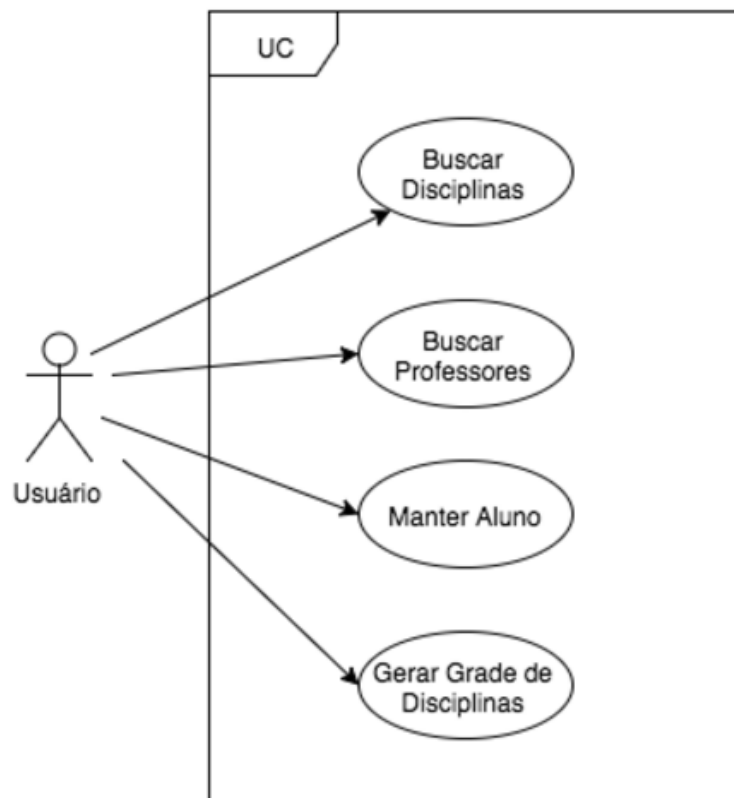 UC
Buscar
Disciplinas
Buscar
Professores
Usuário
Manter Aluno
Gerar Grade de
Disciplinas